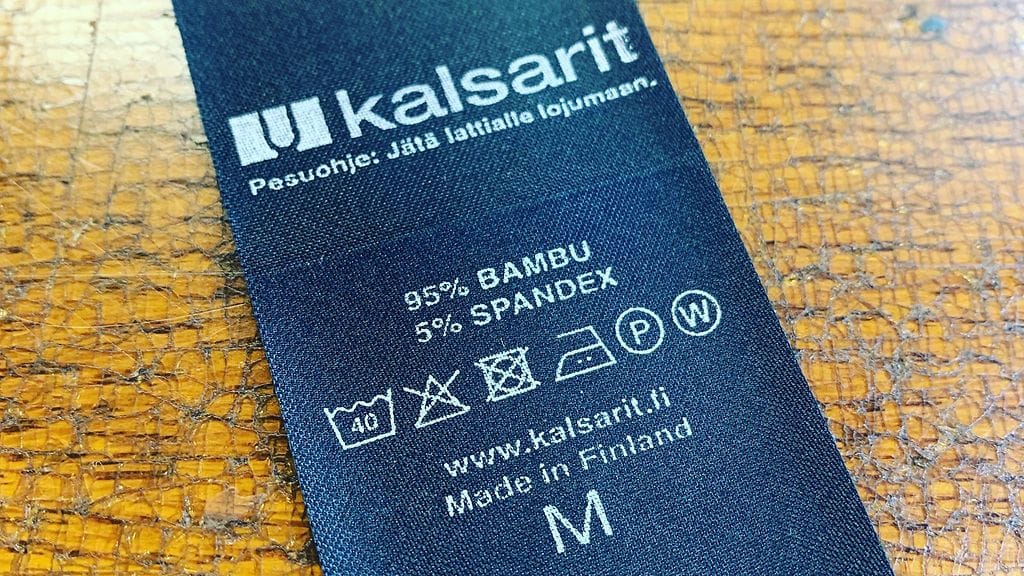 kalsarit
Pesuohje: Jätä lattialle lojumaan.
95% BAMBU
5% SPANDEX
40 P W
www.kalsarit.fi
Made in Finland
M